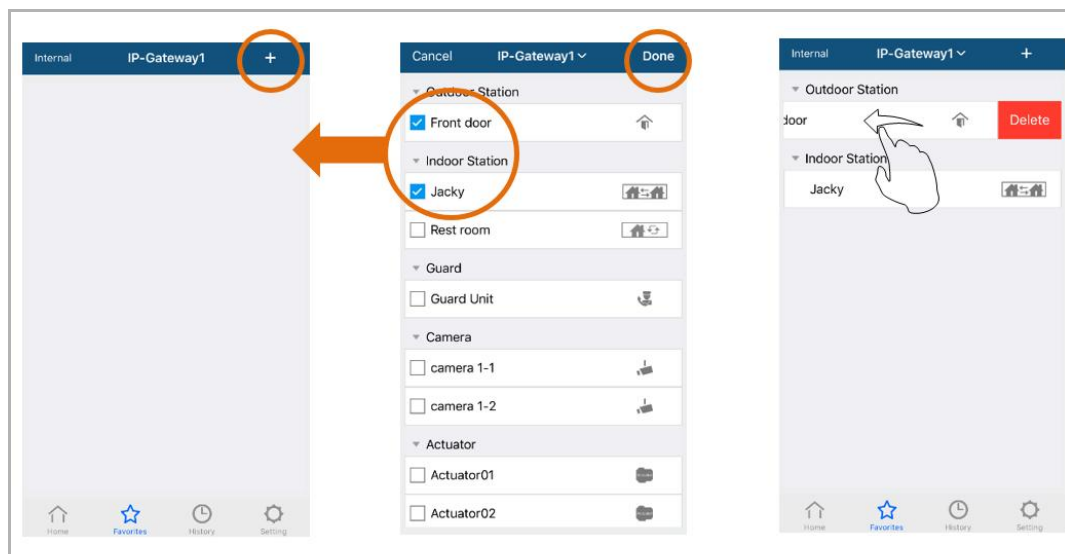 Internal IP-Gateway1 +
Home Favorites History Setting
Cancel IP-Gateway1 Done
Outdoor Station
Front door
Indoor Station
Jacky
Rest room
Guard
Guard Unit
Camera
camera 1-1
camera 1-2
Actuator
Actuator01
Actuator02
Internal IP-Gateway1 +
Outdoor Station
door Delete
Indoor Station
Jacky
Home Favorites History Setting